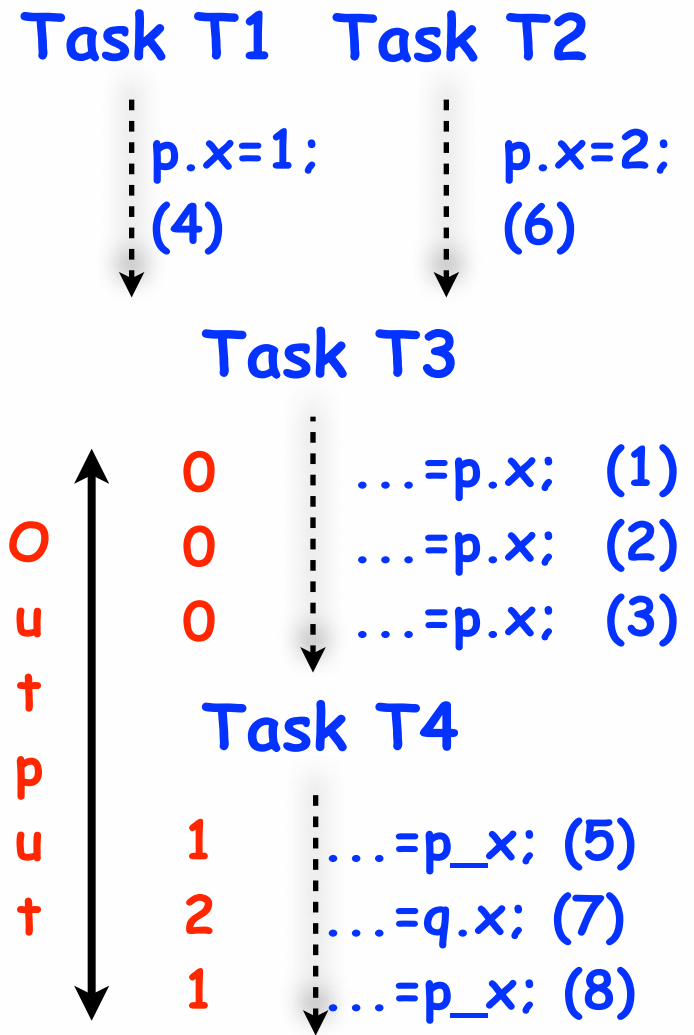 Task T1 Task T2
p.x=1; p.x=2;
(4) (6)
Task T3
0 ...=p.x; (1)
0 ...=p.x; (2)
0 ...=p.x; (3)
Output
Task T4
1 ...=p_x; (5)
2 ...=q.x; (7)
1 ...=p_x; (8)